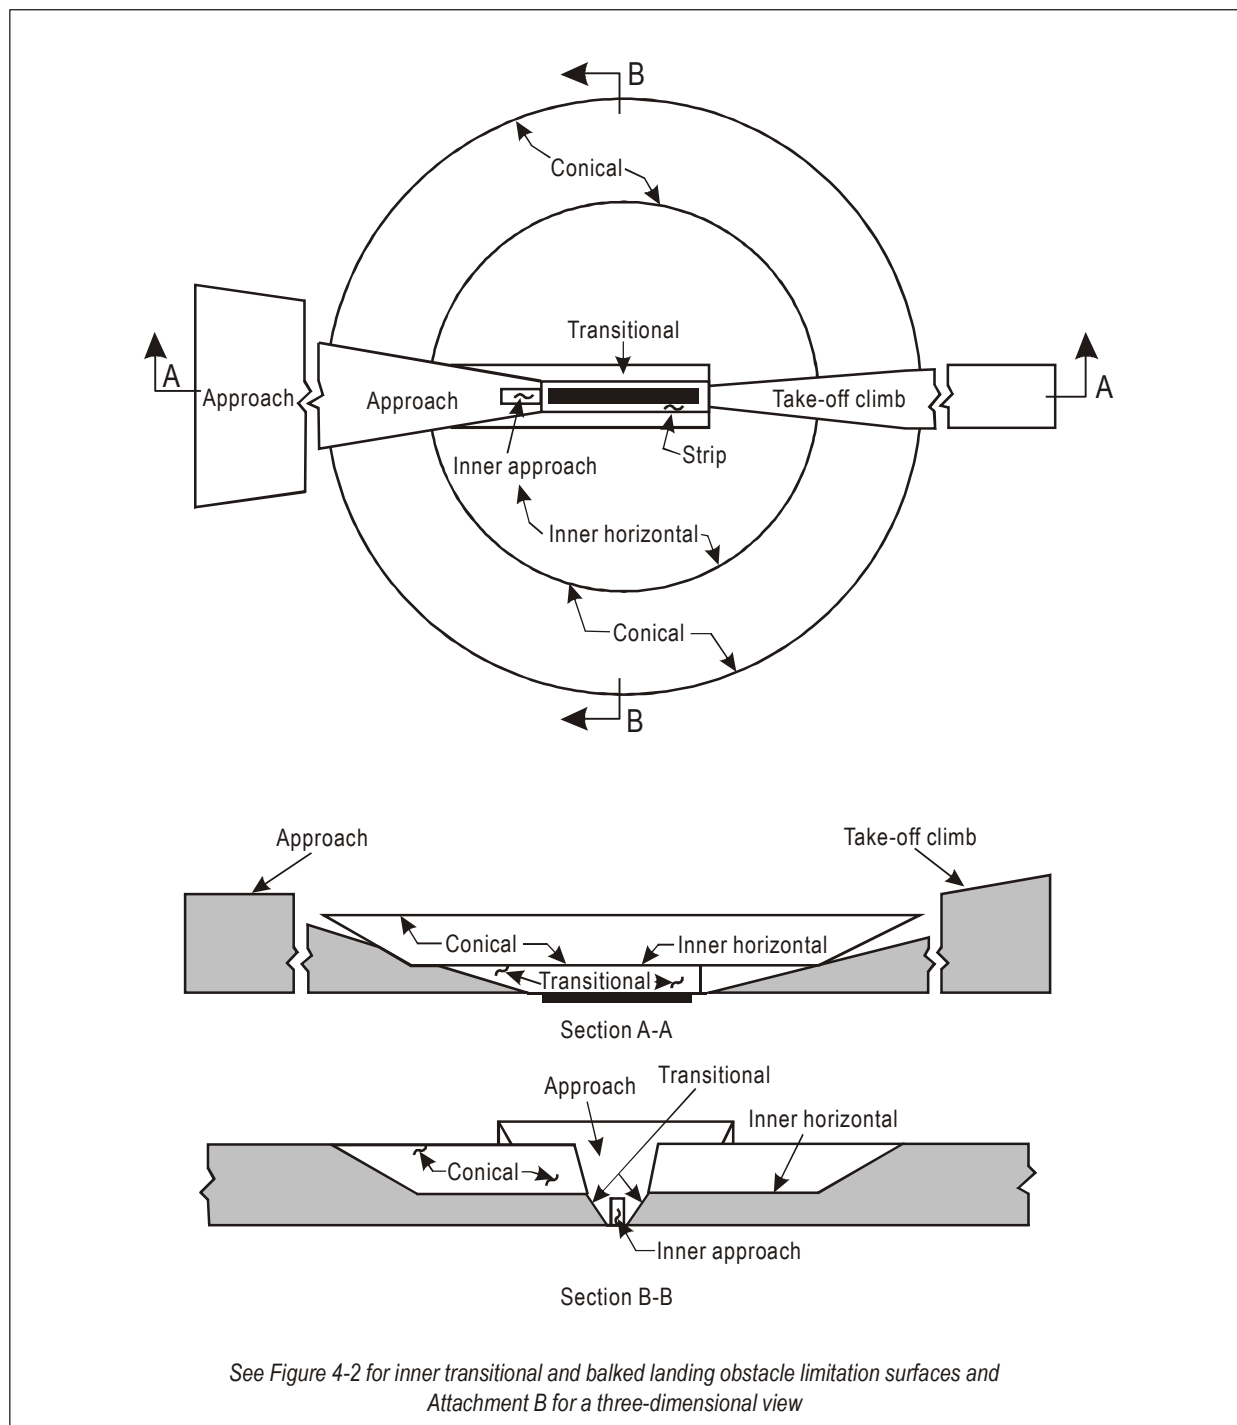 B
Conical
Transitional
A
Approach
Approach
Take-off climb
A
Inner approach
Strip
Inner horizontal
Conical
B
Approach
Take-off climb
Conical
Inner horizontal
Transitional
Section A-A
Transitional
Approach
Inner horizontal
Conical
Inner approach
Section B-B
See Figure 4-2 for inner transitional and balked landing obstacle limitation surfaces and
Attachment B for a three-dimensional view